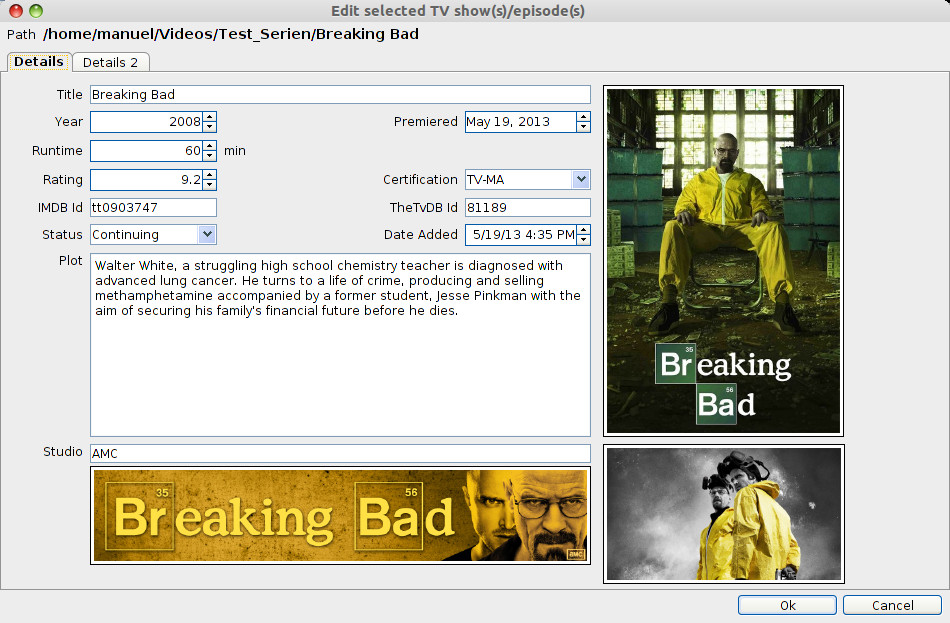 Edit selected TV show(s)/episode(s)
Path /home/manuel/Videos/Test_Serien/Breaking Bad
Details Details 2
Title Breaking Bad
Year 2008 Premiered May 19, 2013
Runtime 60 min
Rating 9.2 Certification TV-MA
IMDB Id tt0903747 TheTvDB Id 81189
Status Continuing Date Added 5/19/13 4:35 PM
Plot
Walter White, a struggling high school chemistry teacher is diagnosed with
advanced lung cancer. He turns to a life of crime, producing and selling
methamphetamine accompanied by a former student, Jesse Pinkman with the
aim of securing his family's financial future before he dies.
35
Breaking
56
Bad
Studio AMC
35 56
Breaking Bad
AMC
Ok Cancel